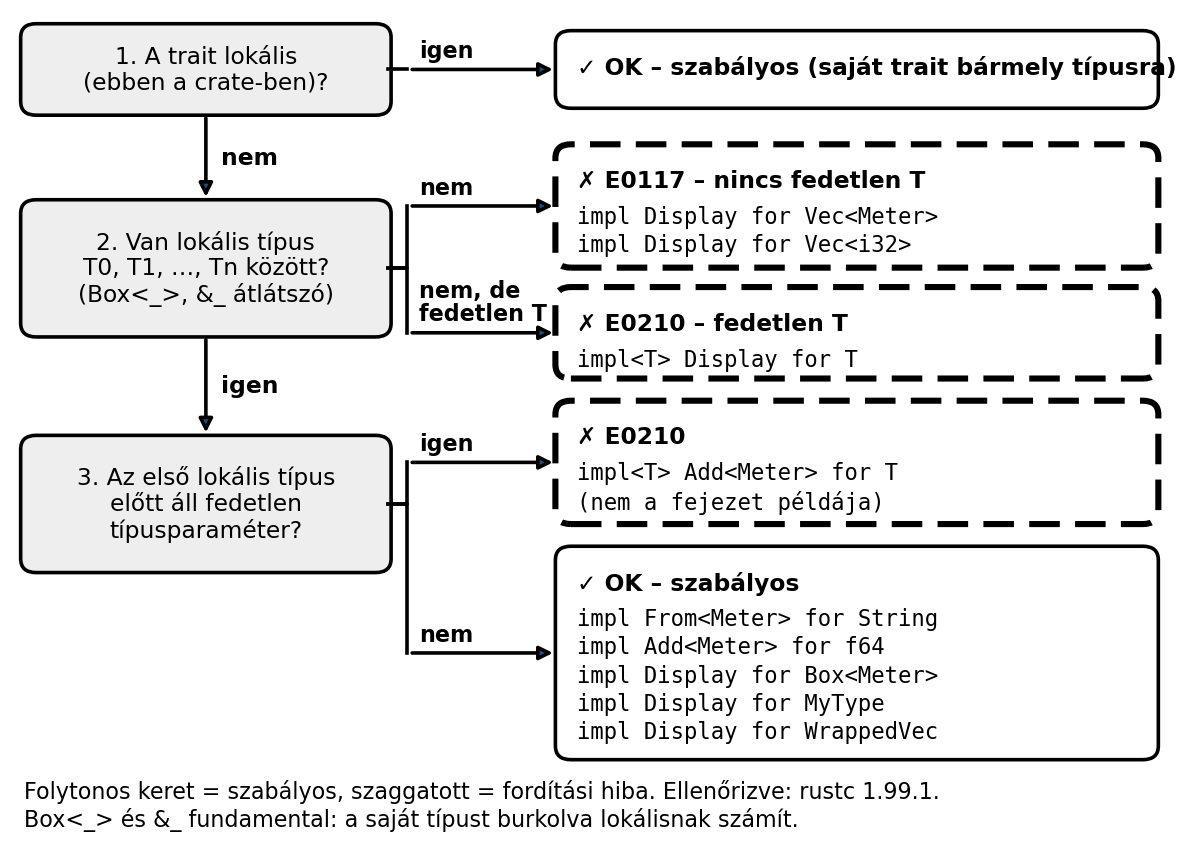 1. A trait lokális
(ebben a crate-ben)?
igen
✓ OK – szabályos (saját trait bármely típusra)
nem
2. Van lokális típus
T0, T1, ..., Tn között?
(Box<_>, &_ átlátszó)
nem
✗ E0117 – nincs fedetlen T
impl Display for Vec<Meter>
impl Display for Vec<i32>
nem, de
fedetlen T
✗ E0210 – fedetlen T
impl<T> Display for T
igen
3. Az első lokális típus
előtt áll fedetlen
típusparaméter?
igen
✗ E0210
impl<T> Add<Meter> for T
(nem a fejezet példája)
nem
✓ OK – szabályos
impl From<Meter> for String
impl Add<Meter> for f64
impl Display for Box<Meter>
impl Display for MyType
impl Display for WrappedVec
Folytonos keret = szabályos, szaggatott = fordítási hiba. Ellenőrizve: rustc 1.99.1.
Box<_> és &_ fundamental: a saját típust burkolva lokálisnak számít.